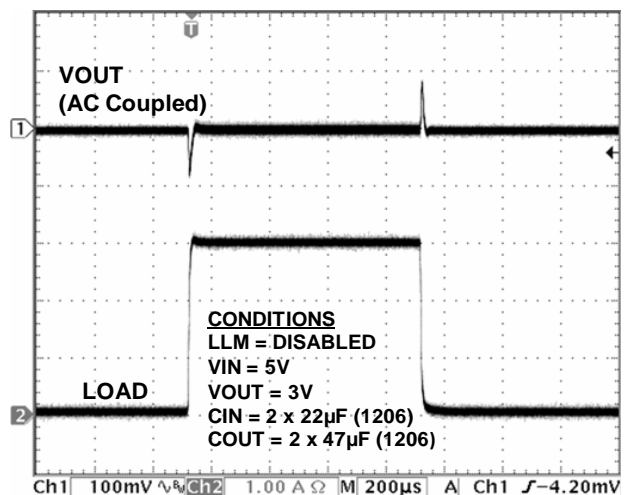 T
VOUT
(AC Coupled)
1
CONDITIONS
LLM = DISABLED
VIN = 5V
LOAD
VOUT = 3V
CIN = 2 x 22µF (1206)
2
COUT = 2 x 47µF (1206)
Ch1 100mV ∿ᴮw Ch2 1.00 A Ω M 200µs A Ch1 ∫ -4.20mV